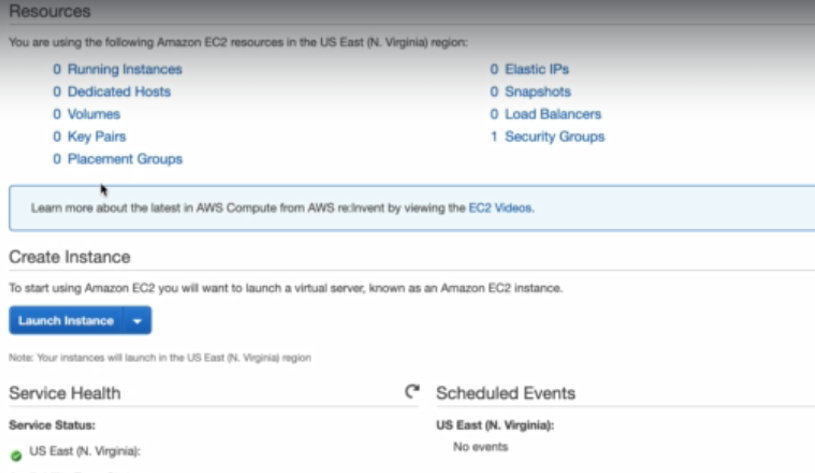 Resources
You are using the following Amazon EC2 resources in the US East (N. Virginia) region:
0 Running Instances
0 Elastic IPs
0 Dedicated Hosts
0 Snapshots
0 Volumes
0 Load Balancers
0 Key Pairs
1 Security Groups
0 Placement Groups
Learn more about the latest in AWS Compute from AWS re:Invent by viewing the EC2 Videos.
Create Instance
To start using Amazon EC2 you will want to launch a virtual server, known as an Amazon EC2 instance.
Launch Instance
Note: Your instances will launch in the US East (N. Virginia) region
Service Health
Scheduled Events
Service Status:
US East (N. Virginia):
US East (N. Virginia):
No events